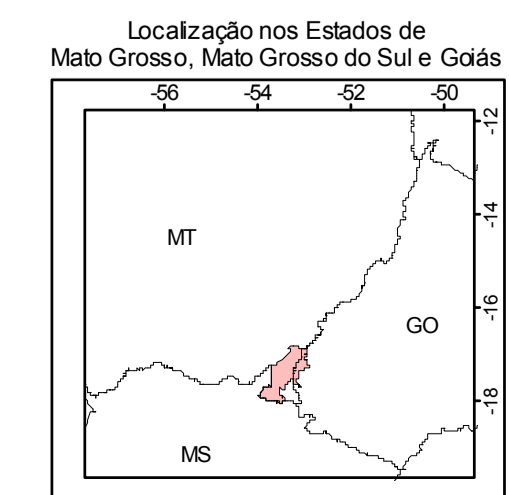 Localização nos Estados de
Mato Grosso, Mato Grosso do Sul e Goiás
-56 -54 -52 -50
-12
-14
MT
-16
GO
-18
MS